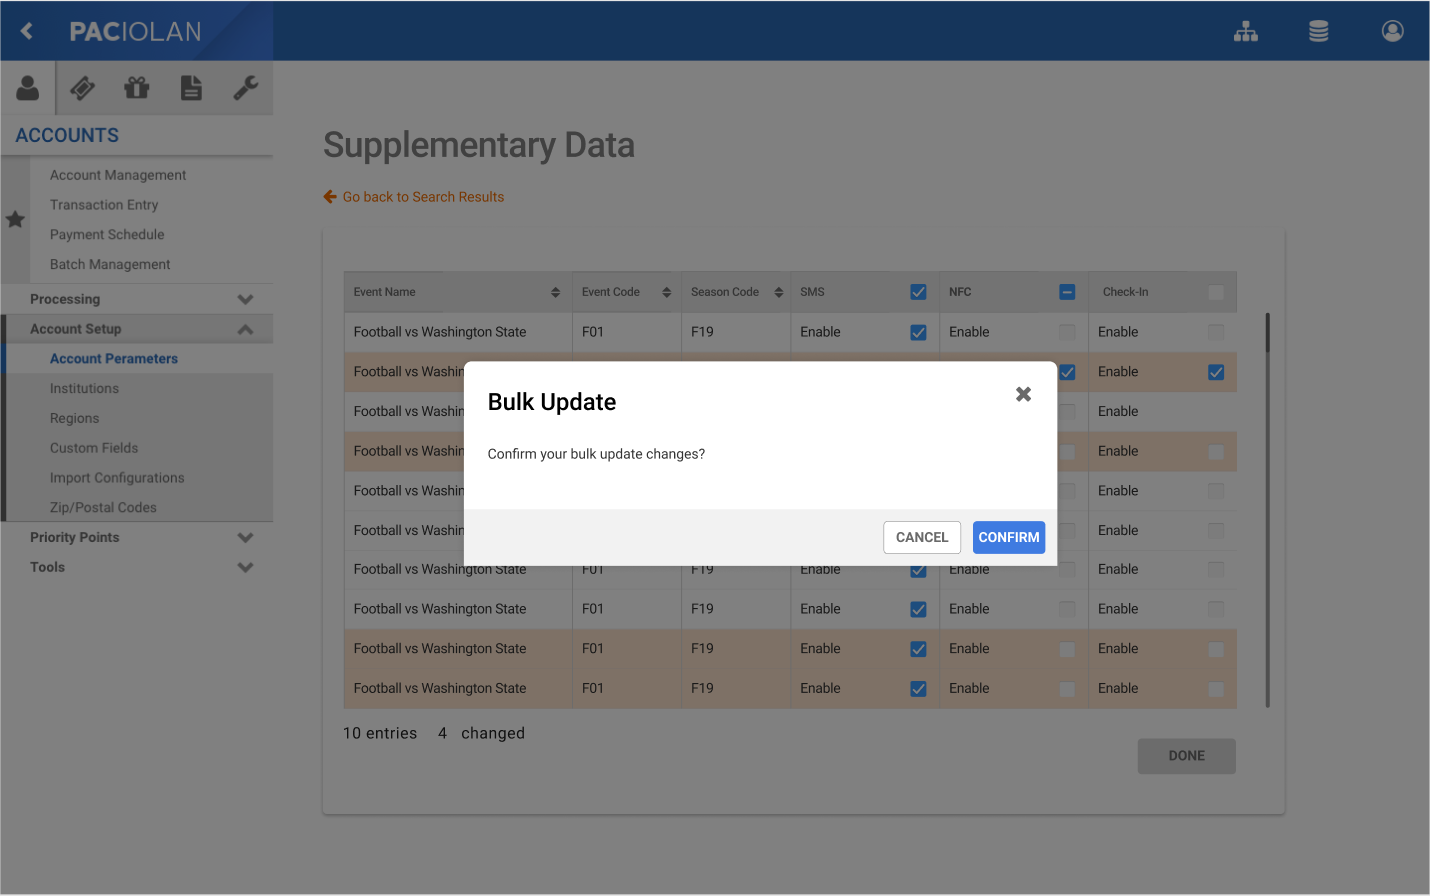 PACIOLAN
ACCOUNTS
Account Management
Transaction Entry
Payment Schedule
Batch Management
Processing
Account Setup
Account Perameters
Institutions
Regions
Custom Fields
Import Configurations
Zip/Postal Codes
Priority Points
Tools
Supplementary Data
Go back to Search Results
Event Name Event Code Season Code SMS NFC Check-In
Football vs Washington State F01 F19 Enable Enable Enable
Football vs Washin Enable
Football vs Washin Enable
Football vs Washin Enable
Football vs Washin Enable
Football vs Washin Enable
Football vs Washington State F01 F19 Enable Enable Enable
Football vs Washington State F01 F19 Enable Enable Enable
Football vs Washington State F01 F19 Enable Enable Enable
Football vs Washington State F01 F19 Enable Enable Enable
10 entries 4 changed
DONE
Bulk Update
Confirm your bulk update changes?
CANCEL CONFIRM